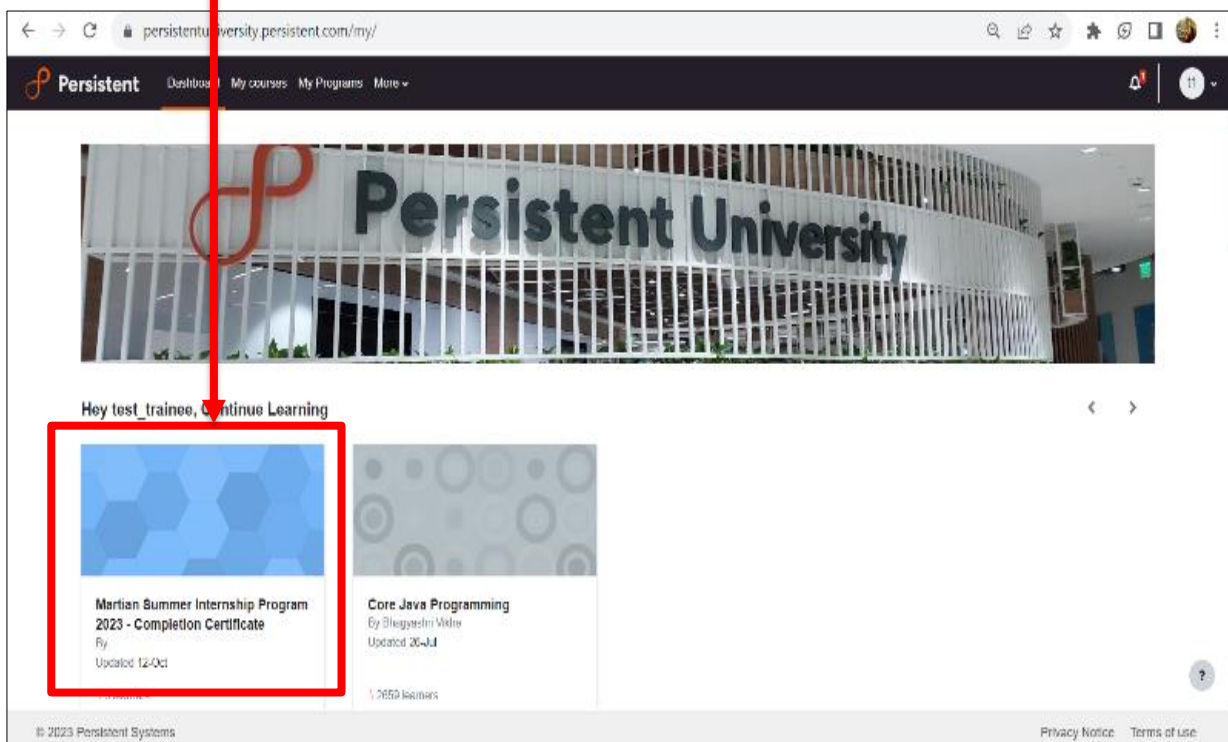 persistentuniversity.persistent.com/my/
Persistent Dashboard My courses My Programs More
Persistent University
Hey test_trainee, Continue Learning
Martian Summer Internship Program
2023 - Completion Certificate
By
Updated 12-Oct
Core Java Programming
By Bhagyashri
Updated 26-Jul
2659 learners
?
© 2023 Persistent Systems
Privacy Notice Terms of use